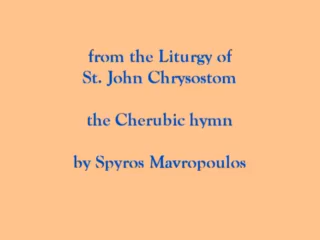 from the Liturgy of
St. John Chrysostom
the Cherubic hymn
by Spyros Mavropoulos